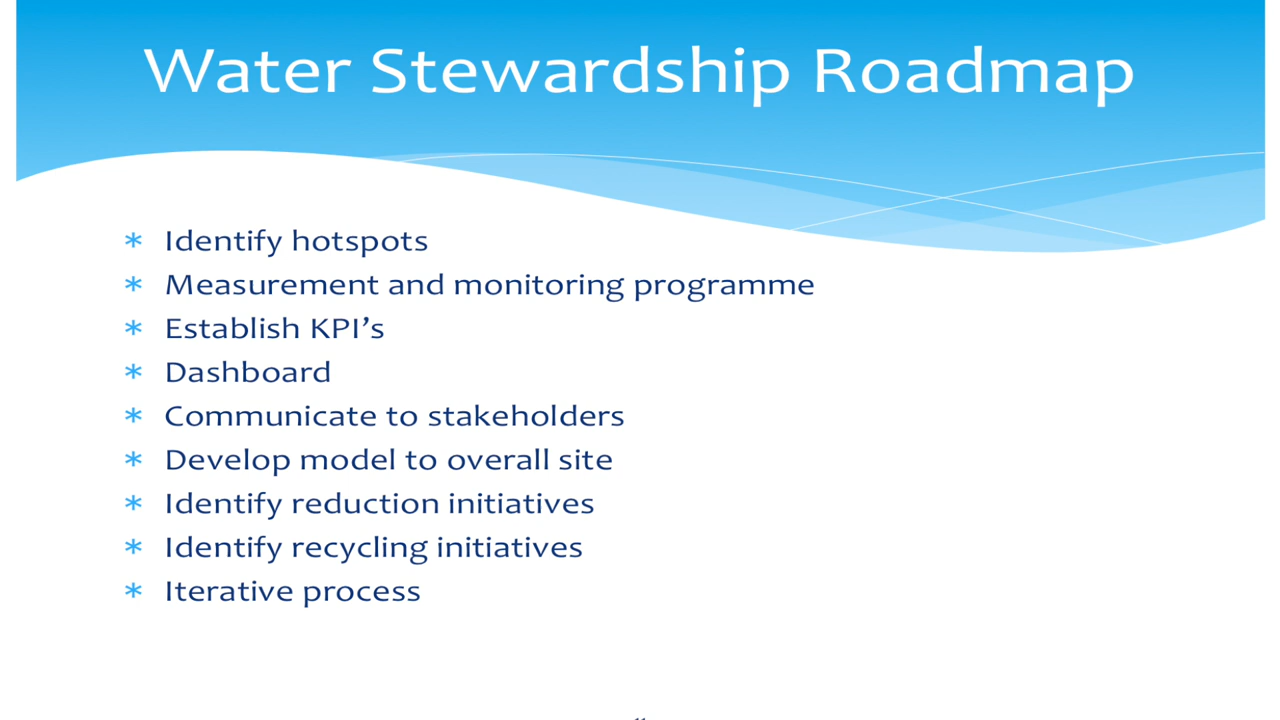 Water Stewardship Roadmap
* Identify hotspots
* Measurement and monitoring programme
* Establish KPI’s
* Dashboard
* Communicate to stakeholders
* Develop model to overall site
* Identify reduction initiatives
* Identify recycling initiatives
* Iterative process